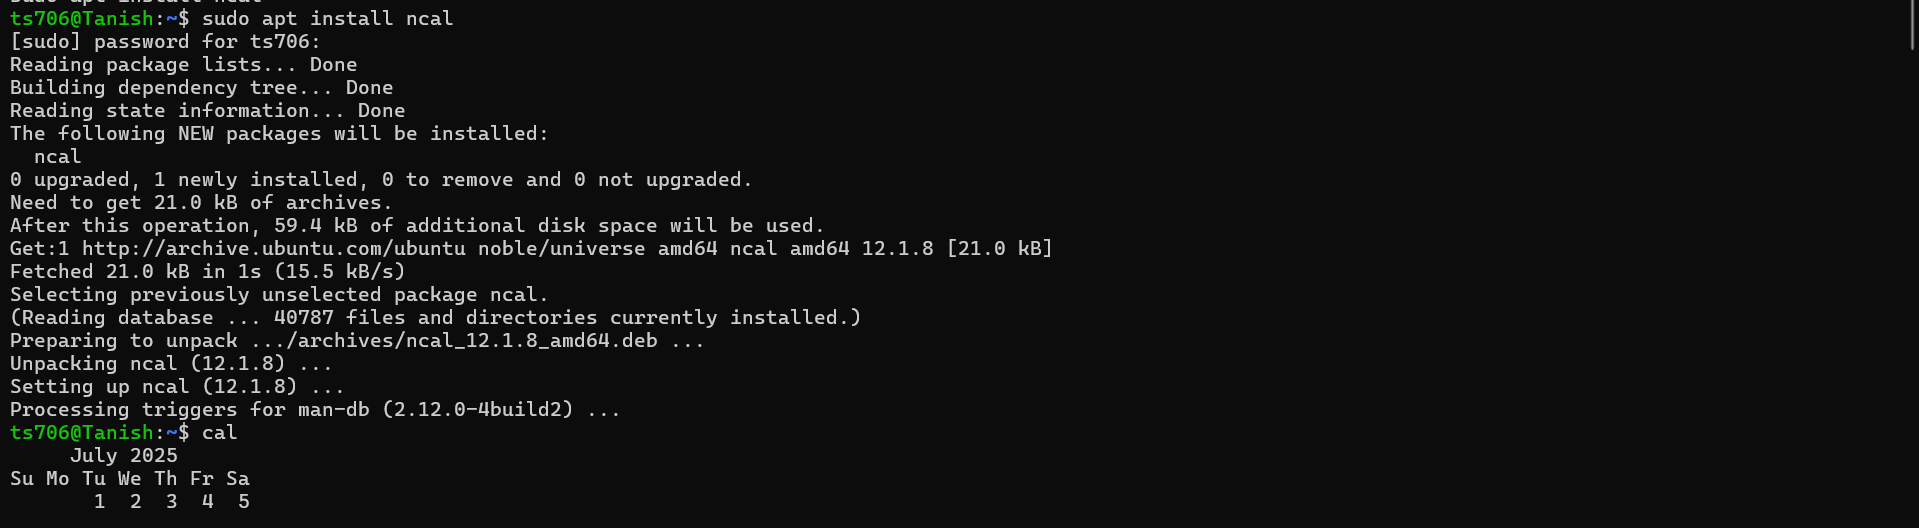 ts706@Tanish:~$ sudo apt install ncal
[sudo] password for ts706:
Reading package lists... Done
Building dependency tree... Done
Reading state information... Done
The following NEW packages will be installed:
  ncal
0 upgraded, 1 newly installed, 0 to remove and 0 not upgraded.
Need to get 21.0 kB of archives.
After this operation, 59.4 kB of additional disk space will be used.
Get:1 http://archive.ubuntu.com/ubuntu noble/universe amd64 ncal amd64 12.1.8 [21.0 kB]
Fetched 21.0 kB in 1s (15.5 kB/s)
Selecting previously unselected package ncal.
(Reading database ... 40787 files and directories currently installed.)
Preparing to unpack .../archives/ncal_12.1.8_amd64.deb ...
Unpacking ncal (12.1.8) ...
Setting up ncal (12.1.8) ...
Processing triggers for man-db (2.12.0-4build2) ...
ts706@Tanish:~$ cal
     July 2025
Su Mo Tu We Th Fr Sa
       1  2  3  4  5